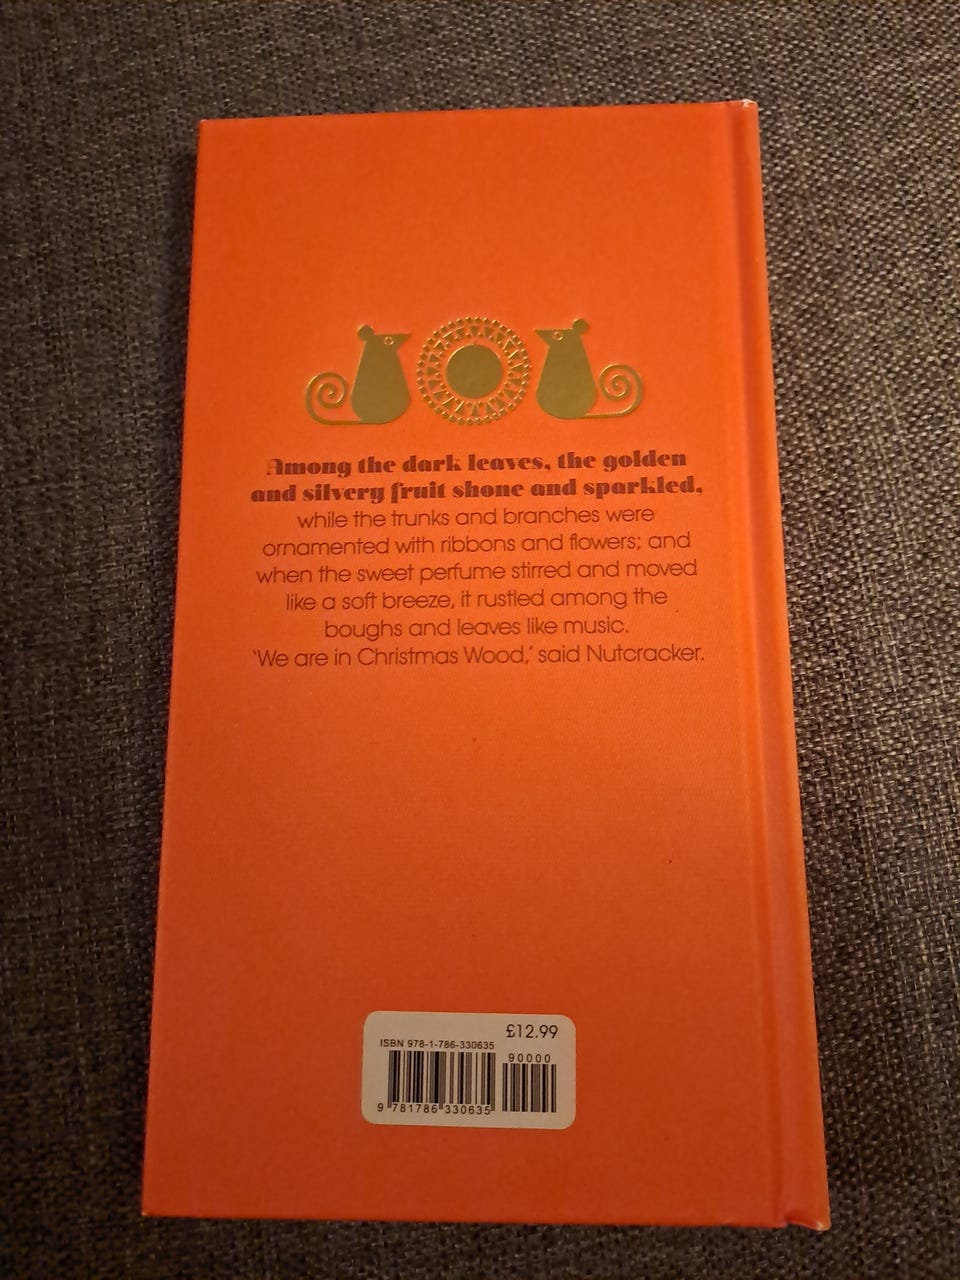 Among the dark leaves, the golden
and silvery fruit shone and sparkled,
while the trunks and branches were
ornamented with ribbons and flowers; and
when the sweet perfume stirred and moved
like a soft breeze, it rustled among the
boughs and leaves like music.
'We are in Christmas Wood,' said Nutcracker.
£12.99
ISBN 978-1-786-330635
90000
9 781786 330635